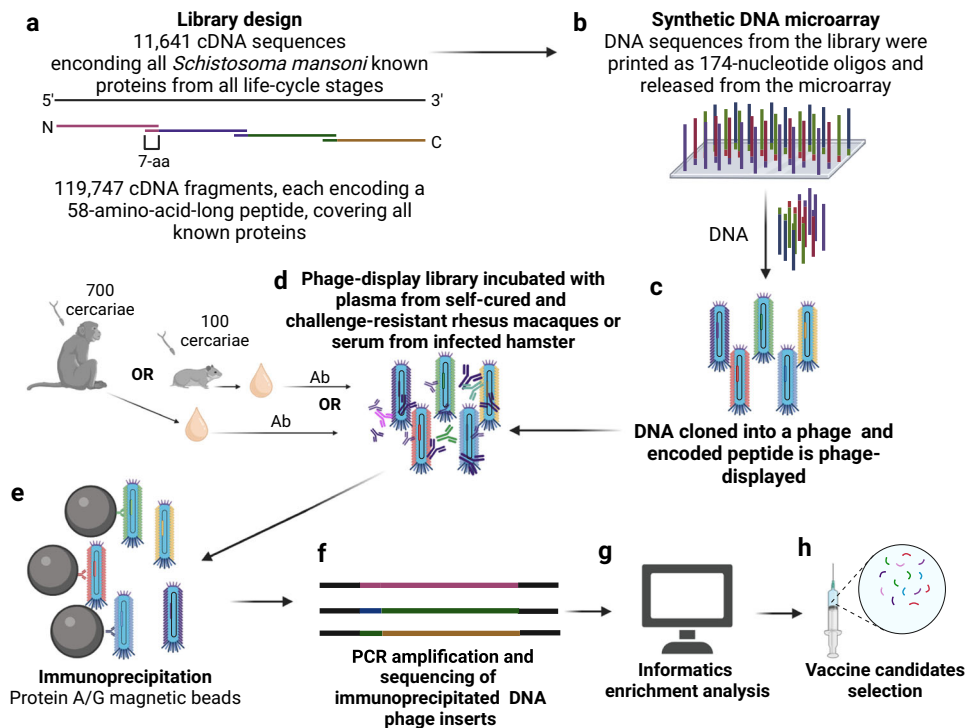 a
Library design
11,641 cDNA sequences
enconding all Schistosoma mansoni known
proteins from all life-cycle stages
5'
3'
N
C
7-aa
119,747 cDNA fragments, each encoding a
58-amino-acid-long peptide, covering all
known proteins
b
Synthetic DNA microarray
DNA sequences from the library were
printed as 174-nucleotide oligos and
released from the microarray
DNA
c
DNA cloned into a phage and
encoded peptide is phage-
displayed
d
Phage-display library incubated with
plasma from self-cured and
challenge-resistant rhesus macaques or
serum from infected hamster
700
cercariae
100
cercariae
OR
Ab
OR
Ab
e
Immunoprecipitation
Protein A/G magnetic beads
f
PCR amplification and
sequencing of
immunoprecipitated DNA
phage inserts
g
Informatics
enrichment analysis
h
Vaccine candidates
selection